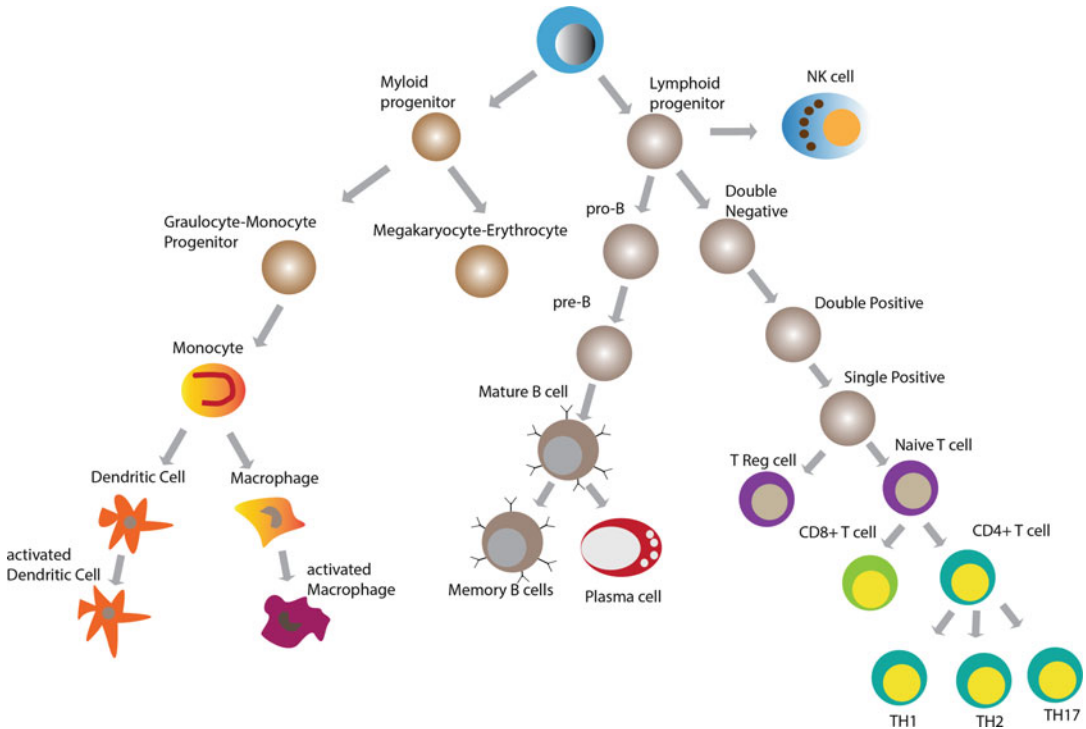 Myloid
progenitor
Lymphoid
progenitor
NK cell
Graulocyte-Monocyte
Progenitor
Megakaryocyte-Erythrocyte
pro-B
Double
Negative
pre-B
Double Positive
Monocyte
Mature B cell
Single Positive
Dendritic Cell
Macrophage
T Reg cell
Naive T cell
activated
Dendritic Cell
activated
Macrophage
Memory B cells
Plasma cell
CD8+ T cell
CD4+ T cell
TH1
TH2
TH17